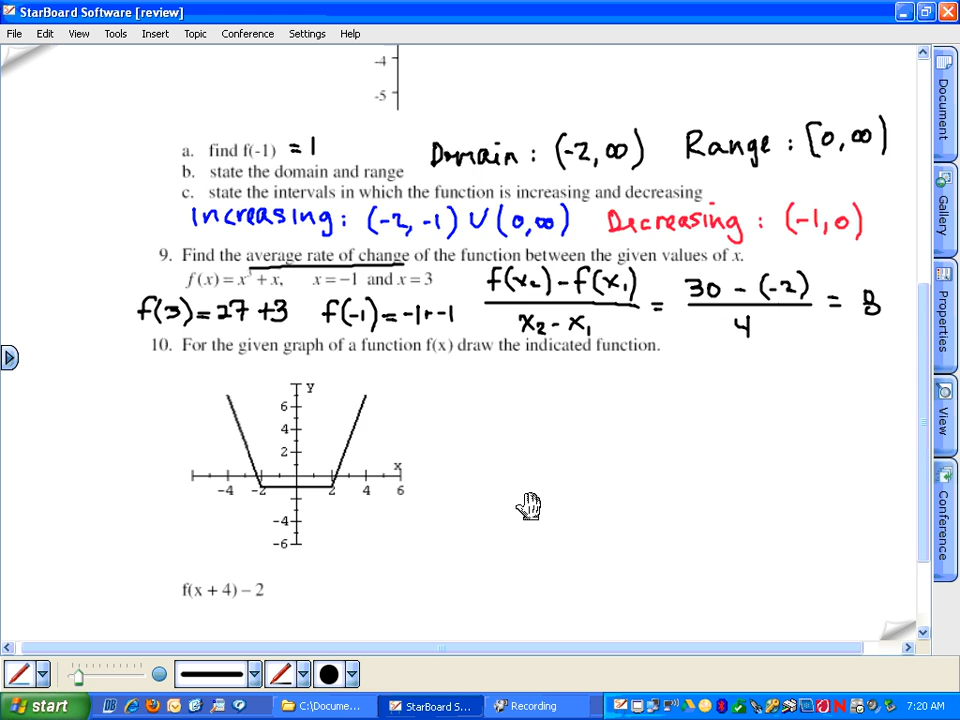 StarBoard Software [review]
File Edit View Tools Insert Topic Conference Settings Help
-4
-5
a. find f(-1) = 1 Domain : (-2, ∞) Range : [0, ∞)
b. state the domain and range
c. state the intervals in which the function is increasing and decreasing
Increasing: (-2, -1) ∪ (0, ∞) Decreasing : (-1, 0)
9. Find the average rate of change of the function between the given values of x.
f(x) = x³ + x, x = −1 and x = 3
f(3) = 27 + 3 f(-1) = -1 + -1 f(x₂) - f(x₁) / x₂ - x₁ = 30 - (-2) / 4 = 8
10. For the given graph of a function f(x) draw the indicated function.
y
6
4
2
x
-4 -2 2 4 6
-4
-6
f(x + 4) – 2
Document
Gallery
Properties
View
Conference
start C:\Docume... StarBoard S... Recording 7:20 AM